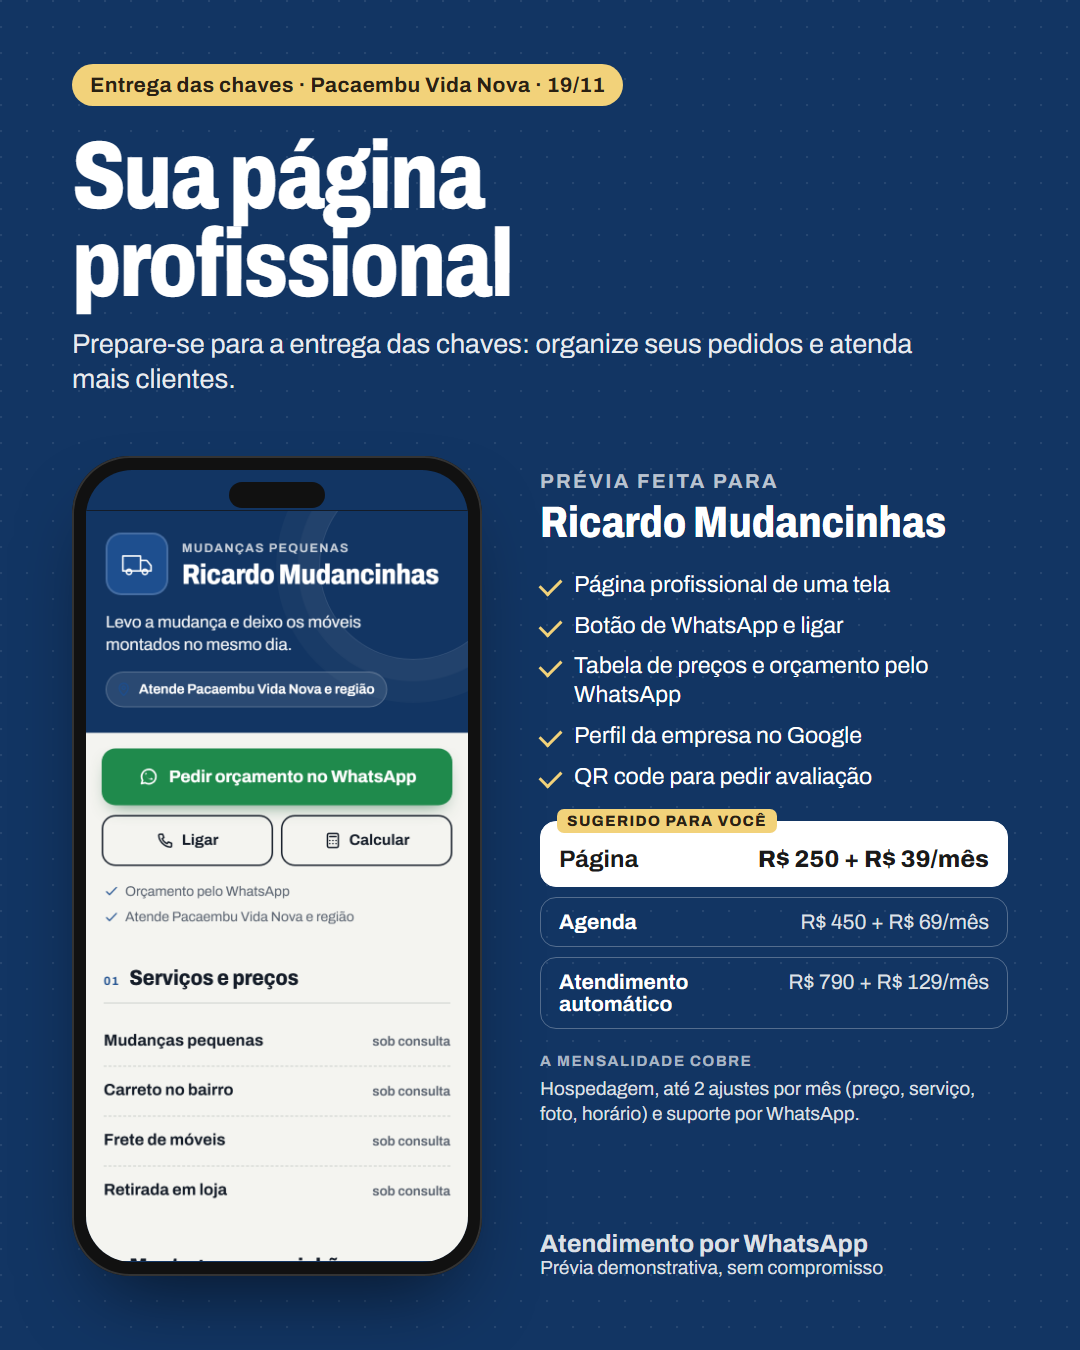 Entrega das chaves · Pacaembu Vida Nova · 19/11
Sua página
profissional
Prepare-se para a entrega das chaves: organize seus pedidos e atenda
mais clientes.
MUDANÇAS PEQUENAS
Ricardo Mudancinhas
Levo a mudança e deixo os móveis
montados no mesmo dia.
Atende Pacaembu Vida Nova e região
Pedir orçamento no WhatsApp
Ligar
Calcular
Orçamento pelo WhatsApp
Atende Pacaembu Vida Nova e região
01 Serviços e preços
Mudanças pequenas sob consulta
Carreto no bairro sob consulta
Frete de móveis sob consulta
Retirada em loja sob consulta
PRÉVIA FEITA PARA
Ricardo Mudancinhas
Página profissional de uma tela
Botão de WhatsApp e ligar
Tabela de preços e orçamento pelo
WhatsApp
Perfil da empresa no Google
QR code para pedir avaliação
SUGERIDO PARA VOCÊ
Página R$ 250 + R$ 39/mês
Agenda R$ 450 + R$ 69/mês
Atendimento R$ 790 + R$ 129/mês
automático
A MENSALIDADE COBRE
Hospedagem, até 2 ajustes por mês (preço, serviço,
foto, horário) e suporte por WhatsApp.
Atendimento por WhatsApp
Prévia demonstrativa, sem compromisso